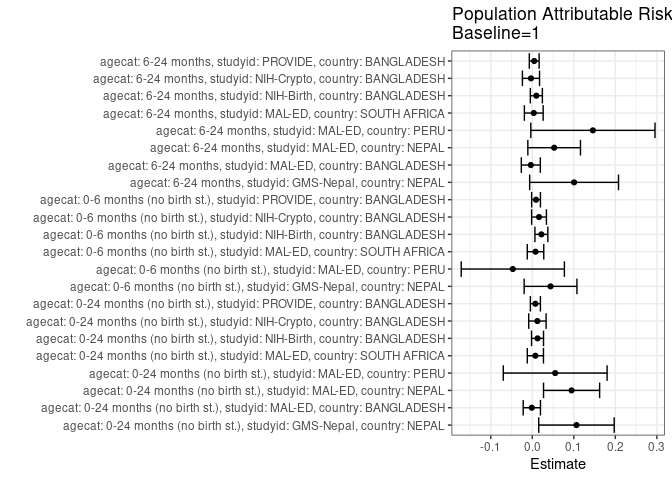 Population Attributable Risk
Baseline=1
agecat: 6-24 months, studyid: PROVIDE, country: BANGLADESH
agecat: 6-24 months, studyid: NIH-Crypto, country: BANGLADESH
agecat: 6-24 months, studyid: NIH-Birth, country: BANGLADESH
agecat: 6-24 months, studyid: MAL-ED, country: SOUTH AFRICA
agecat: 6-24 months, studyid: MAL-ED, country: PERU
agecat: 6-24 months, studyid: MAL-ED, country: NEPAL
agecat: 6-24 months, studyid: MAL-ED, country: BANGLADESH
agecat: 6-24 months, studyid: GMS-Nepal, country: NEPAL
agecat: 0-6 months (no birth st.), studyid: PROVIDE, country: BANGLADESH
agecat: 0-6 months (no birth st.), studyid: NIH-Crypto, country: BANGLADESH
agecat: 0-6 months (no birth st.), studyid: NIH-Birth, country: BANGLADESH
agecat: 0-6 months (no birth st.), studyid: MAL-ED, country: SOUTH AFRICA
agecat: 0-6 months (no birth st.), studyid: MAL-ED, country: PERU
agecat: 0-6 months (no birth st.), studyid: GMS-Nepal, country: NEPAL
agecat: 0-24 months (no birth st.), studyid: PROVIDE, country: BANGLADESH
agecat: 0-24 months (no birth st.), studyid: NIH-Crypto, country: BANGLADESH
agecat: 0-24 months (no birth st.), studyid: NIH-Birth, country: BANGLADESH
agecat: 0-24 months (no birth st.), studyid: MAL-ED, country: SOUTH AFRICA
agecat: 0-24 months (no birth st.), studyid: MAL-ED, country: PERU
agecat: 0-24 months (no birth st.), studyid: MAL-ED, country: NEPAL
agecat: 0-24 months (no birth st.), studyid: MAL-ED, country: BANGLADESH
agecat: 0-24 months (no birth st.), studyid: GMS-Nepal, country: NEPAL
-0.1 0.0 0.1 0.2 0.3
Estimate